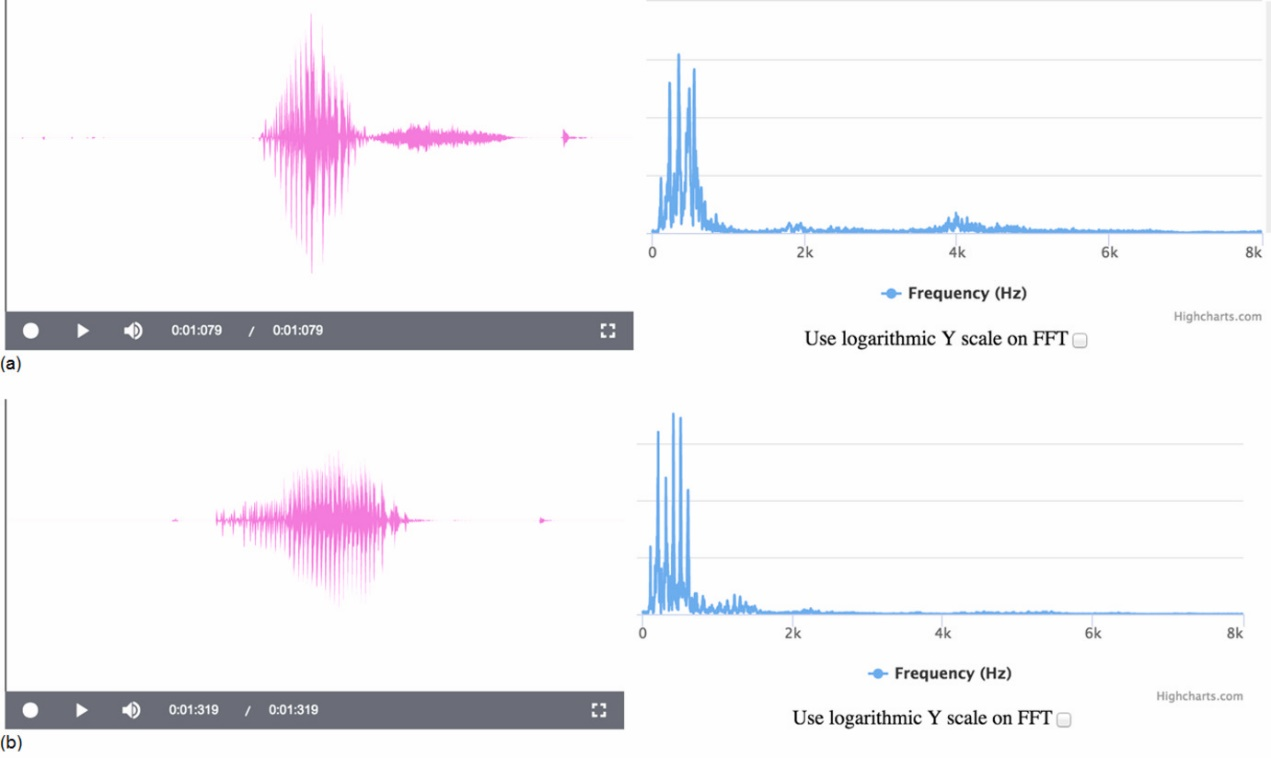 0 2k 4k 6k 8k
Frequency (Hz)
Highcharts.com
0:01:079 / 0:01:079
Use logarithmic Y scale on FFT
(a)
0 2k 4k 6k 8k
Frequency (Hz)
Highcharts.com
0:01:319 / 0:01:319
Use logarithmic Y scale on FFT
(b)